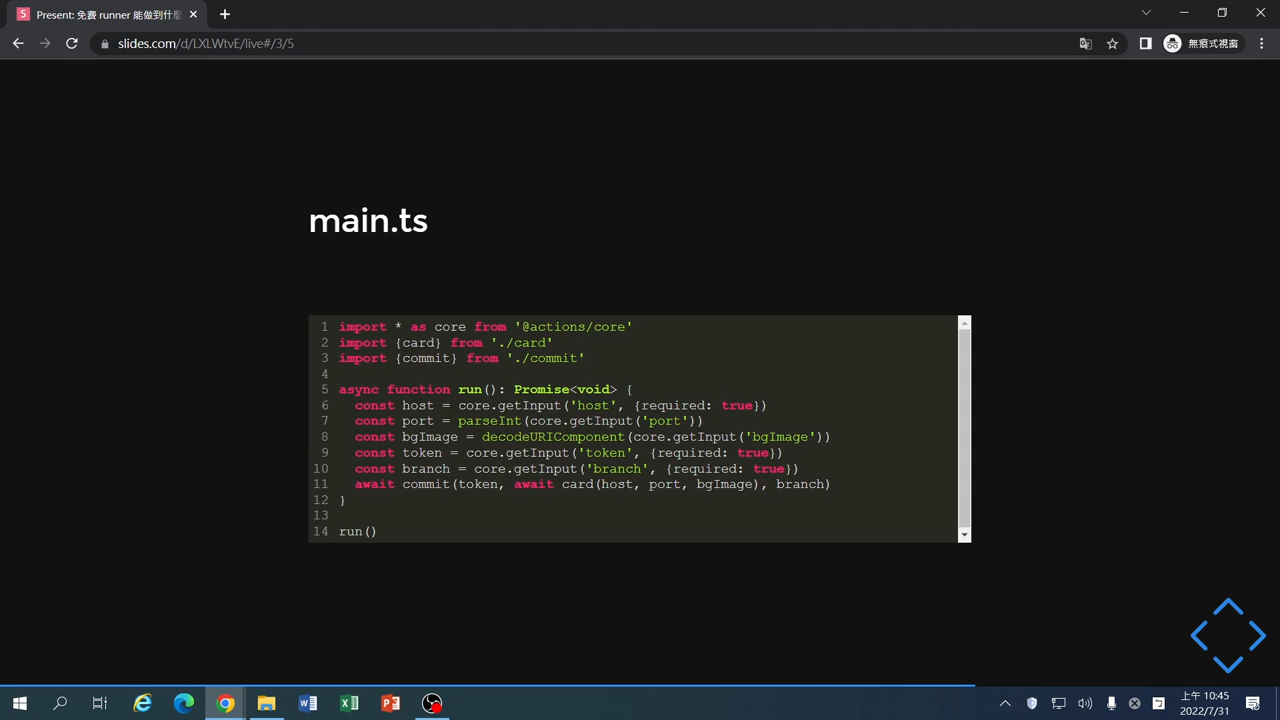 Present: 免費 runner 能做到什麼
slides.com/d/LXLWtvE/live#/3/5
無痕式視窗
main.ts
1 import * as core from '@actions/core'
2 import {card} from './card'
3 import {commit} from './commit'
4
5 async function run(): Promise<void> {
6   const host = core.getInput('host', {required: true})
7   const port = parseInt(core.getInput('port'))
8   const bgImage = decodeURIComponent(core.getInput('bgImage'))
9   const token = core.getInput('token', {required: true})
10   const branch = core.getInput('branch', {required: true})
11   await commit(token, await card(host, port, bgImage), branch)
12 }
13
14 run()
上午 10:45
2022/7/31